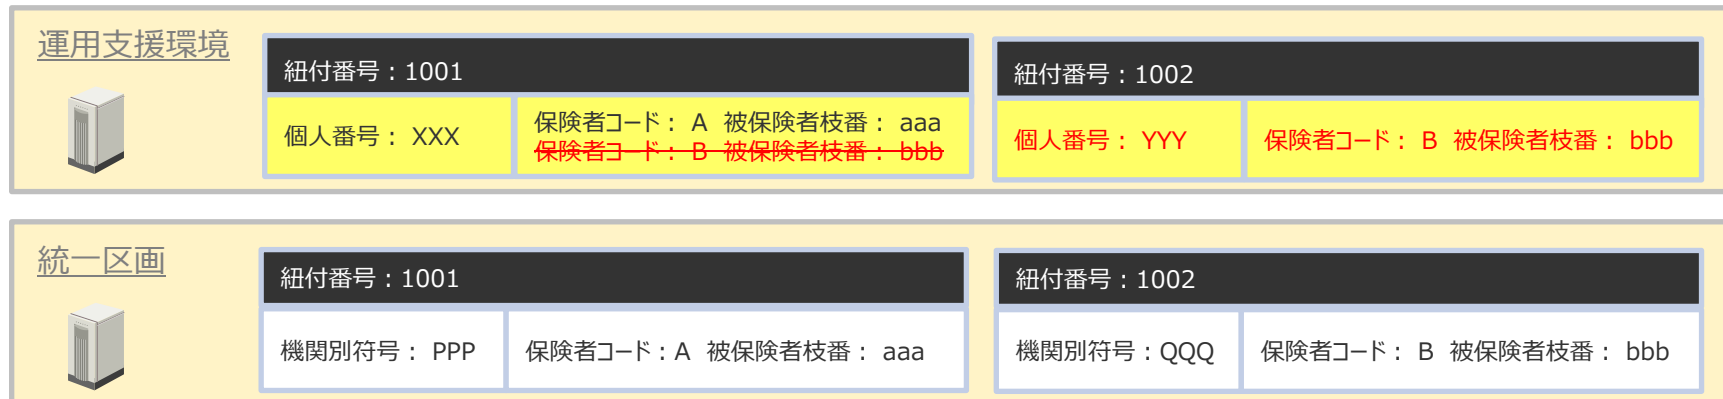 運用支援環境
紐付番号：1001
個人番号： XXX
保険者コード： A 被保険者枝番： aaa
保険者コード： B 被保険者枝番： bbb
紐付番号：1002
個人番号： YYY
保険者コード： B 被保険者枝番： bbb
統一区画
紐付番号：1001
機関別符号： PPP
保険者コード：A 被保険者枝番： aaa
紐付番号：1002
機関別符号：QQQ
保険者コード： B 被保険者枝番： bbb